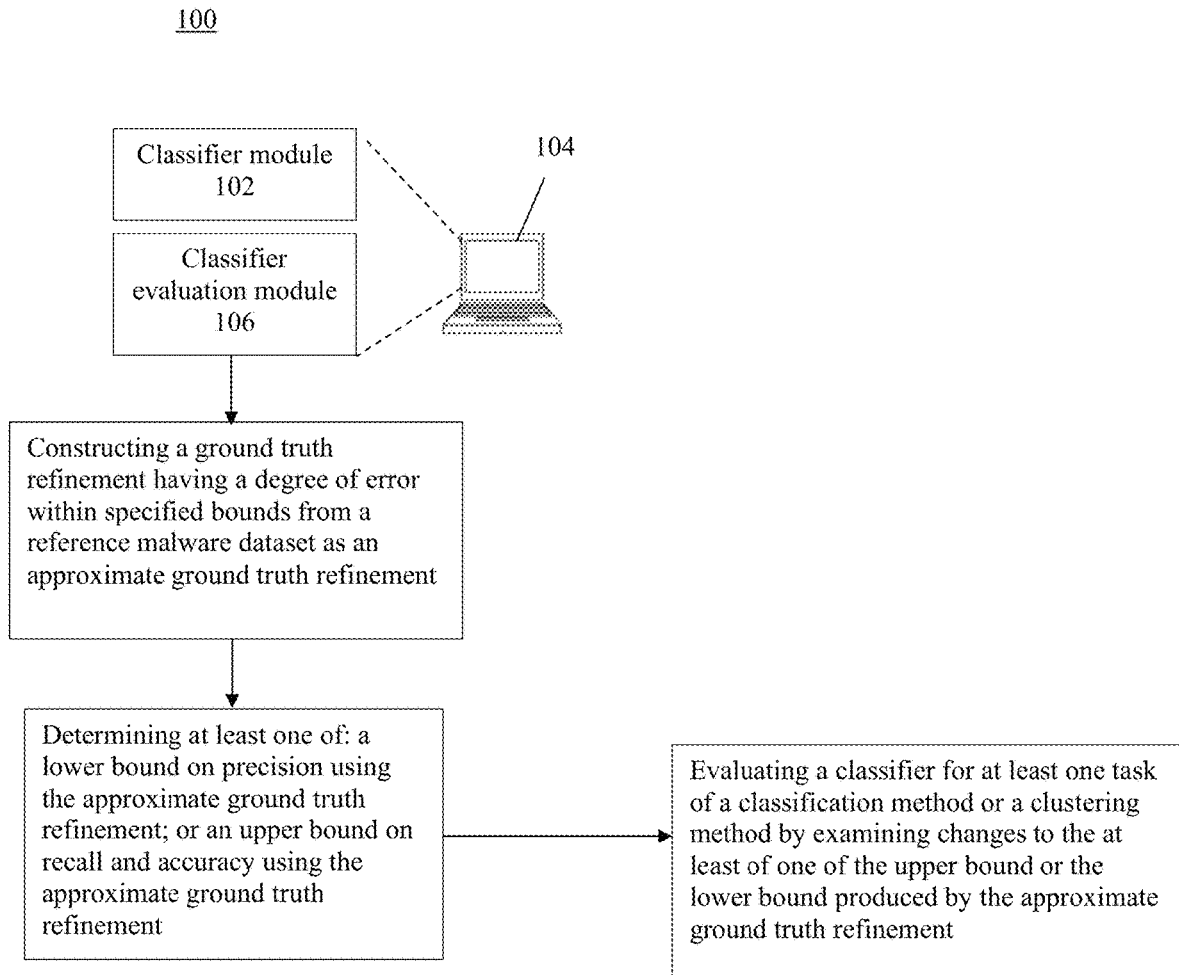 100
Classifier module
102
104
Classifier
evaluation module
106
Constructing a ground truth
refinement having a degree of error
within specified bounds from a
reference malware dataset as an
approximate ground truth refinement
Determining at least one of: a
lower bound on precision using
the approximate ground truth
refinement; or an upper bound on
recall and accuracy using the
approximate ground truth
refinement
Evaluating a classifier for at least one task
of a classification method or a clustering
method by examining changes to the at
least of one of the upper bound or the
lower bound produced by the approximate
ground truth refinement